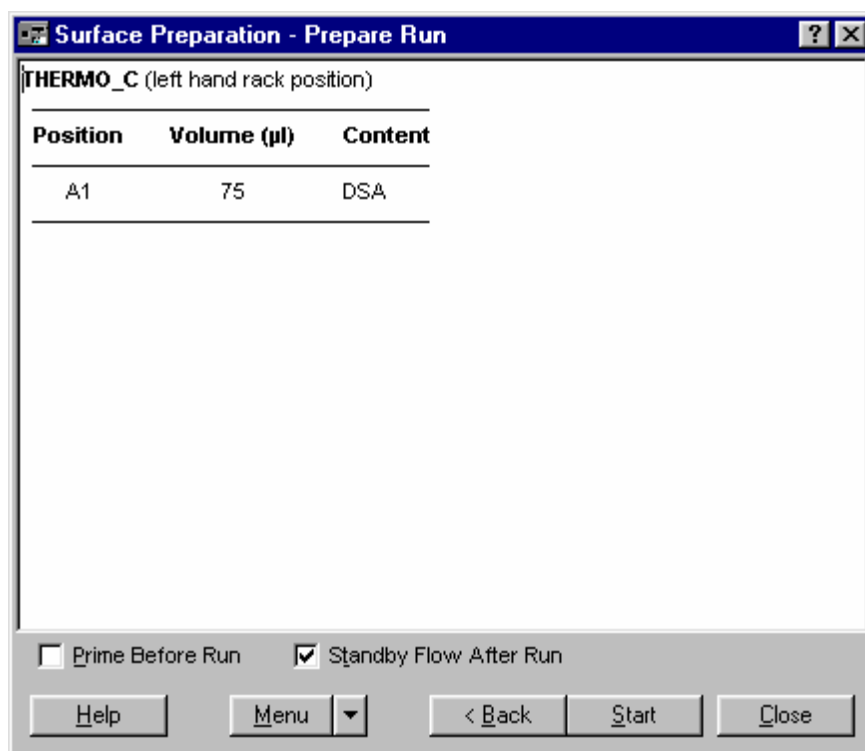 Surface Preparation - Prepare Run
THERMO_C (left hand rack position)
Position Volume (µl) Content
A1 75 DSA
Prime Before Run Standby Flow After Run
Help Menu < Back Start Close